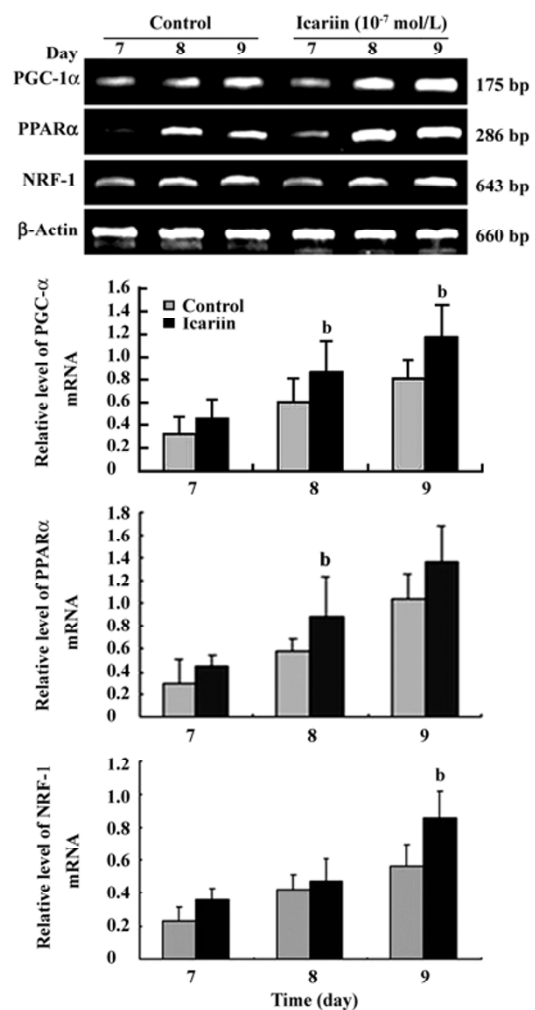 Control Icariin (10⁻⁷ mol/L)
Day 7 8 9 7 8 9
PGC-1α 175 bp
PPARα 286 bp
NRF-1 643 bp
β-Actin 660 bp
Relative level of PGC-α
mRNA
1.6
1.4
1.2
1.0
0.8
0.6
0.4
0.2
0
Control
Icariin
b
b
7 8 9
Relative level of PPARα
mRNA
1.8
1.6
1.4
1.2
1.0
0.8
0.6
0.4
0.2
0
b
7 8 9
Relative level of NRF-1
mRNA
1.2
1.0
0.8
0.6
0.4
0.2
0
b
7 8 9
Time (day)